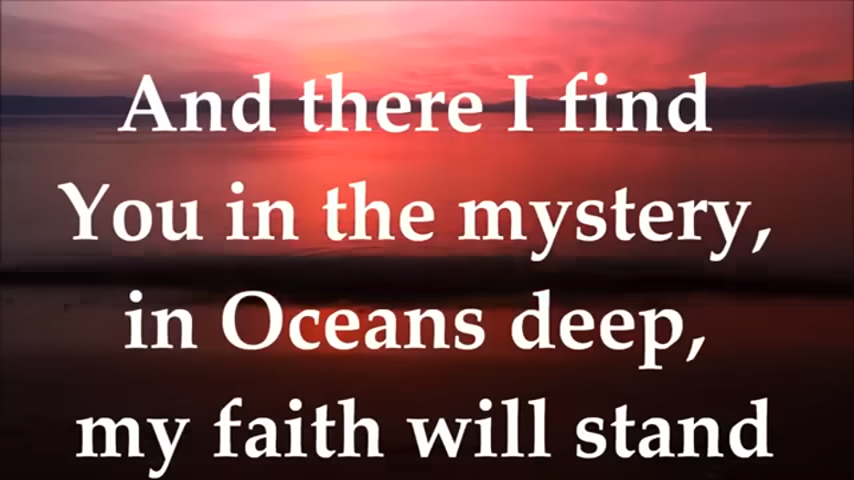 And there I find
You in the mystery,
in Oceans deep,
my faith will stand